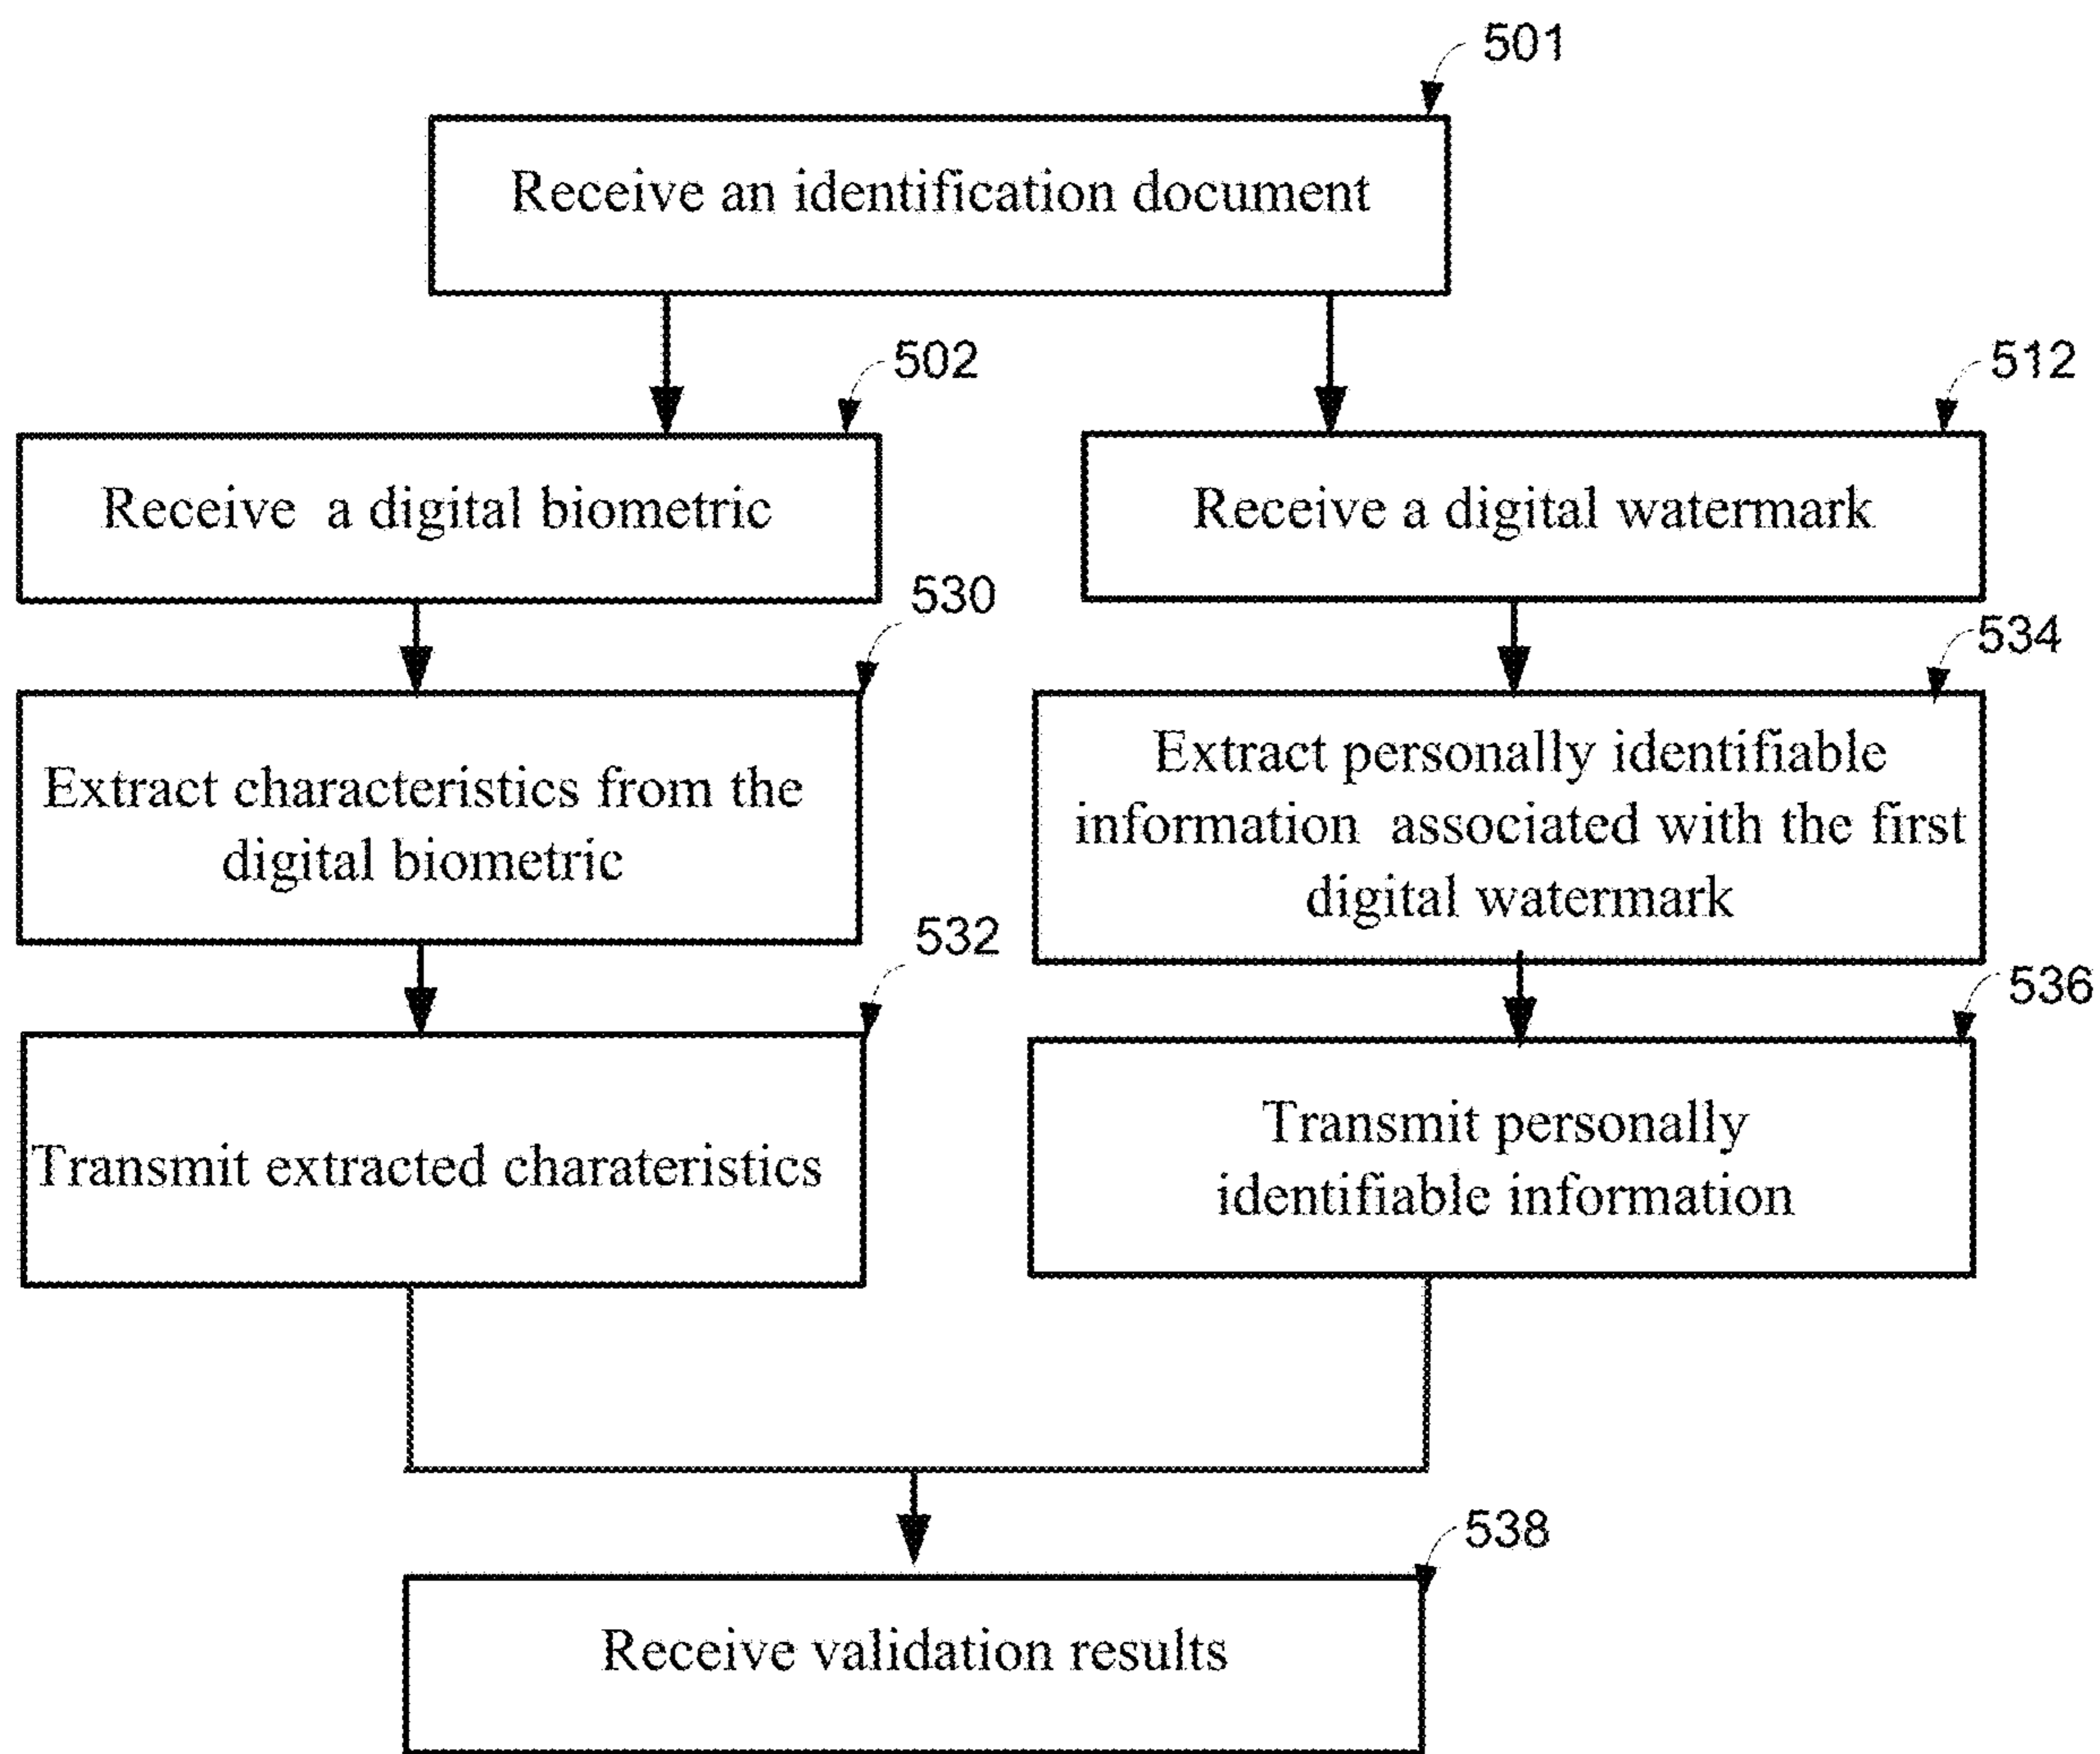 501
Receive an identification document
502
Receive a digital biometric
512
Receive a digital watermark
530
Extract characteristics from the
digital biometric
534
Extract personally identifiable
information associated with the first
digital watermark
532
Transmit extracted charateristics
536
Transmit personally
identifiable information
538
Receive validation results